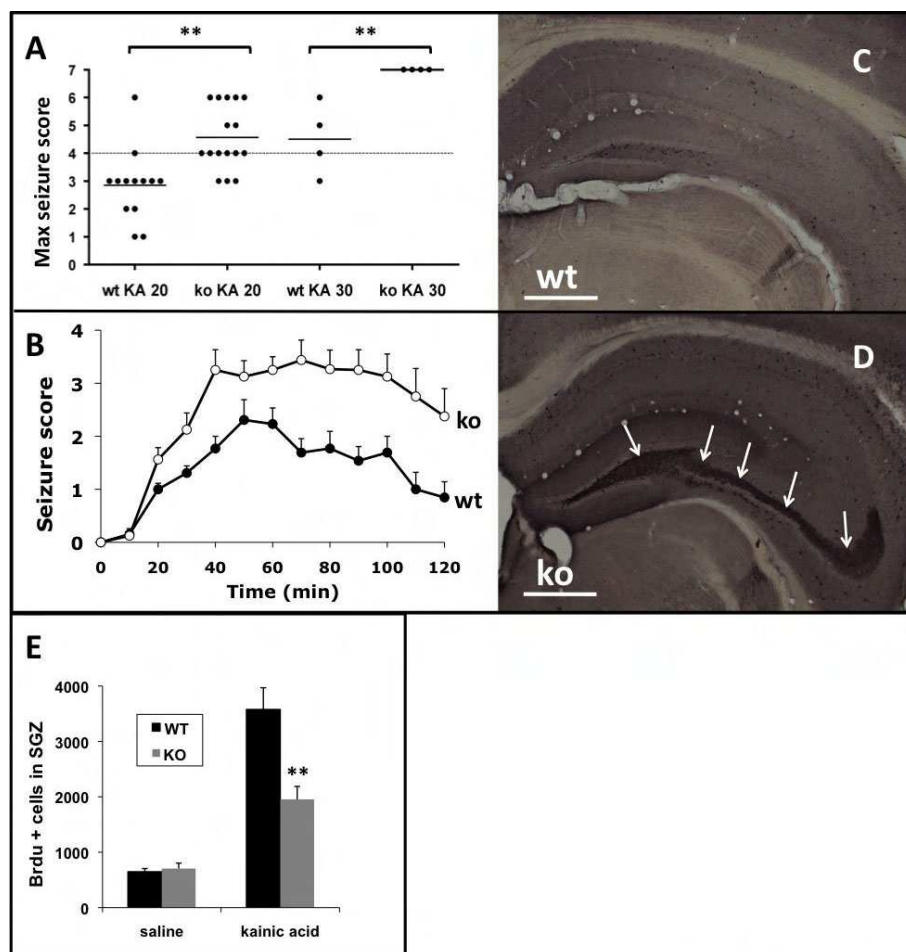 A
** **
Max seizure score
7
6
5
4
3
2
1
0
wt KA 20 ko KA 20 wt KA 30 ko KA 30
C
wt
B
Seizure score
4
3
2
1
0
ko
wt
0 20 40 60 80 100 120
Time (min)
D
ko
E
Brdu + cells in SGZ
4000
3000
2000
1000
0
WT
KO
**
saline kainic acid